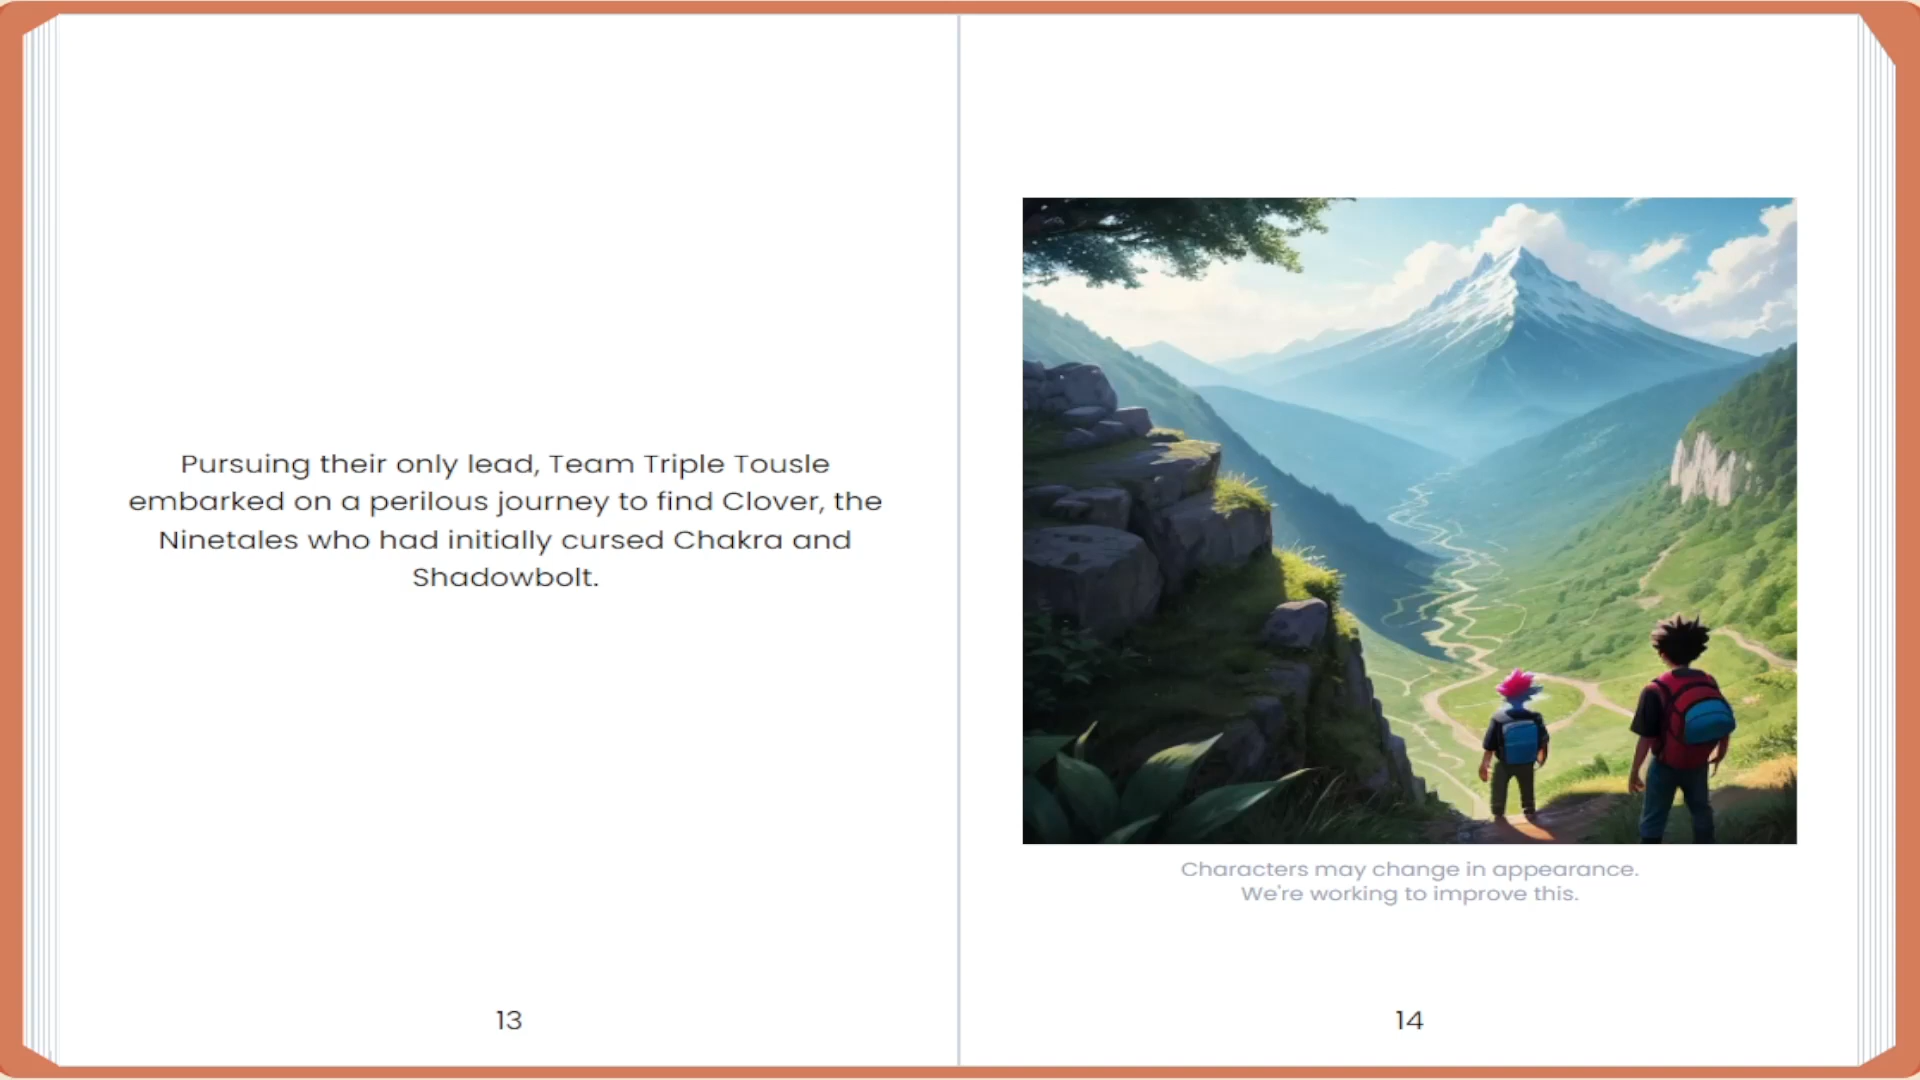 Pursuing their only lead, Team Triple Tousle
embarked on a perilous journey to find Clover, the
Ninetales who had initially cursed Chakra and
Shadowbolt.
13
Characters may change in appearance.
We're working to improve this.
14